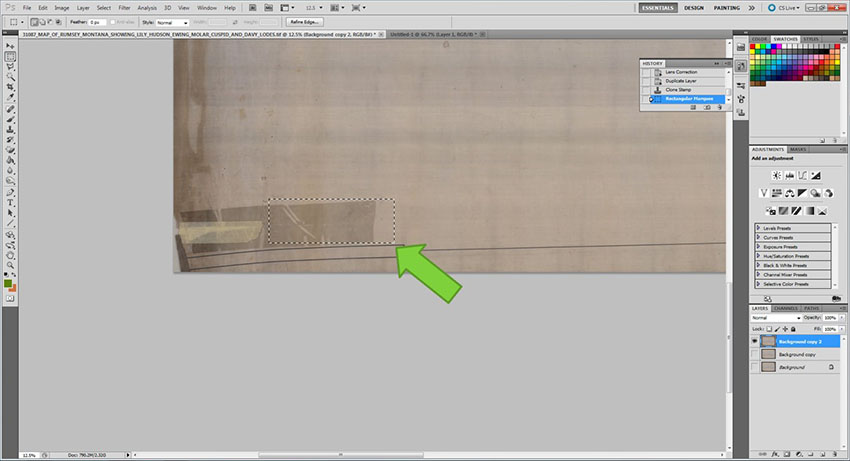 Ps File Edit Image Layer Select Filter Analysis 3D View Window Help Br Mb 12.5
ESSENTIALS DESIGN PAINTING >> CS Live
Feather: 0 px Anti-alias Style: Normal Width: Height: Refine Edge...
31087_MAP_OF_RUMSEY_MONTANA_SHOWING_LILY_HUDSON_EWING_MOLAR_CUSPID_AND_DAVY_LODES.tif @ 12.5% (Background copy 2, RGB/8#) * × Untitled-1 @ 66.7% (Layer 1, RGB/8) * ×
HISTORY
Lens Correction
Duplicate Layer
Clone Stamp
Rectangular Marquee
COLOR SWATCHES STYLES
ADJUSTMENTS MASKS
Add an adjustment
Levels Presets
Curves Presets
Exposure Presets
Hue/Saturation Presets
Black & White Presets
Channel Mixer Presets
Selective Color Presets
LAYERS CHANNELS PATHS
Normal Opacity: 100%
Lock: Fill: 100%
Background copy 2
Background copy
Background
12.5% Doc: 790.2M/2.32G